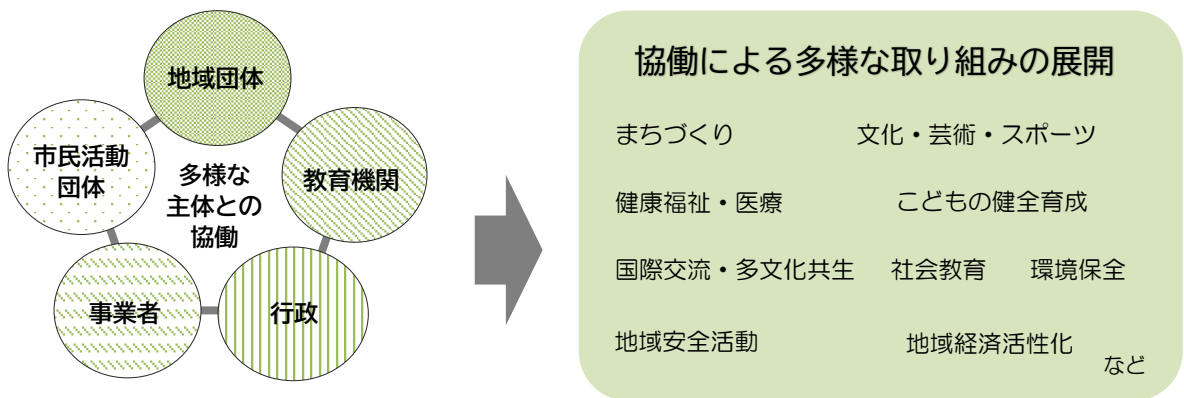 地域団体
市民活動
団体
教育機関
多様な
主体との
協働
事業者
行政
協働による多様な取り組みの展開
まちづくり
文化・芸術・スポーツ
健康福祉・医療
こどもの健全育成
国際交流・多文化共生
社会教育
環境保全
地域安全活動
地域経済活性化
など